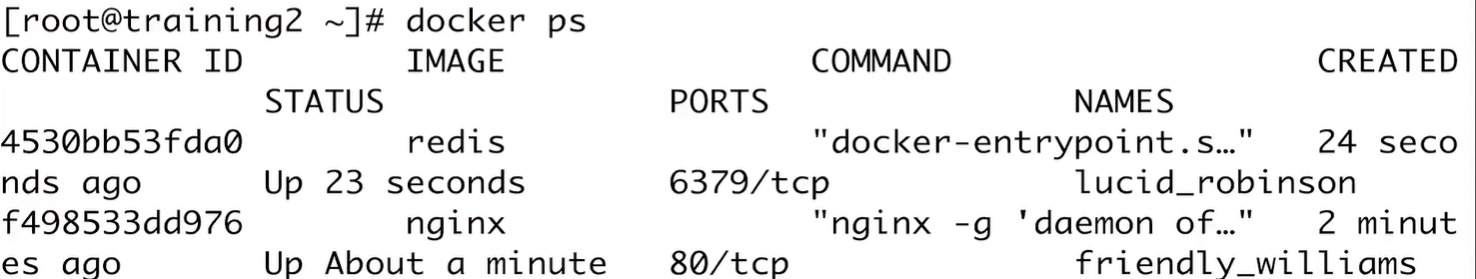 [root@training2 ~]# docker ps
CONTAINER ID        IMAGE               COMMAND                  CREATED
             STATUS              PORTS               NAMES
4530bb53fda0        redis               "docker-entrypoint.s…"   24 seco
nds ago      Up 23 seconds       6379/tcp            lucid_robinson
f498533dd976        nginx               "nginx -g 'daemon of…"   2 minut
es ago       Up About a minute   80/tcp              friendly_williams